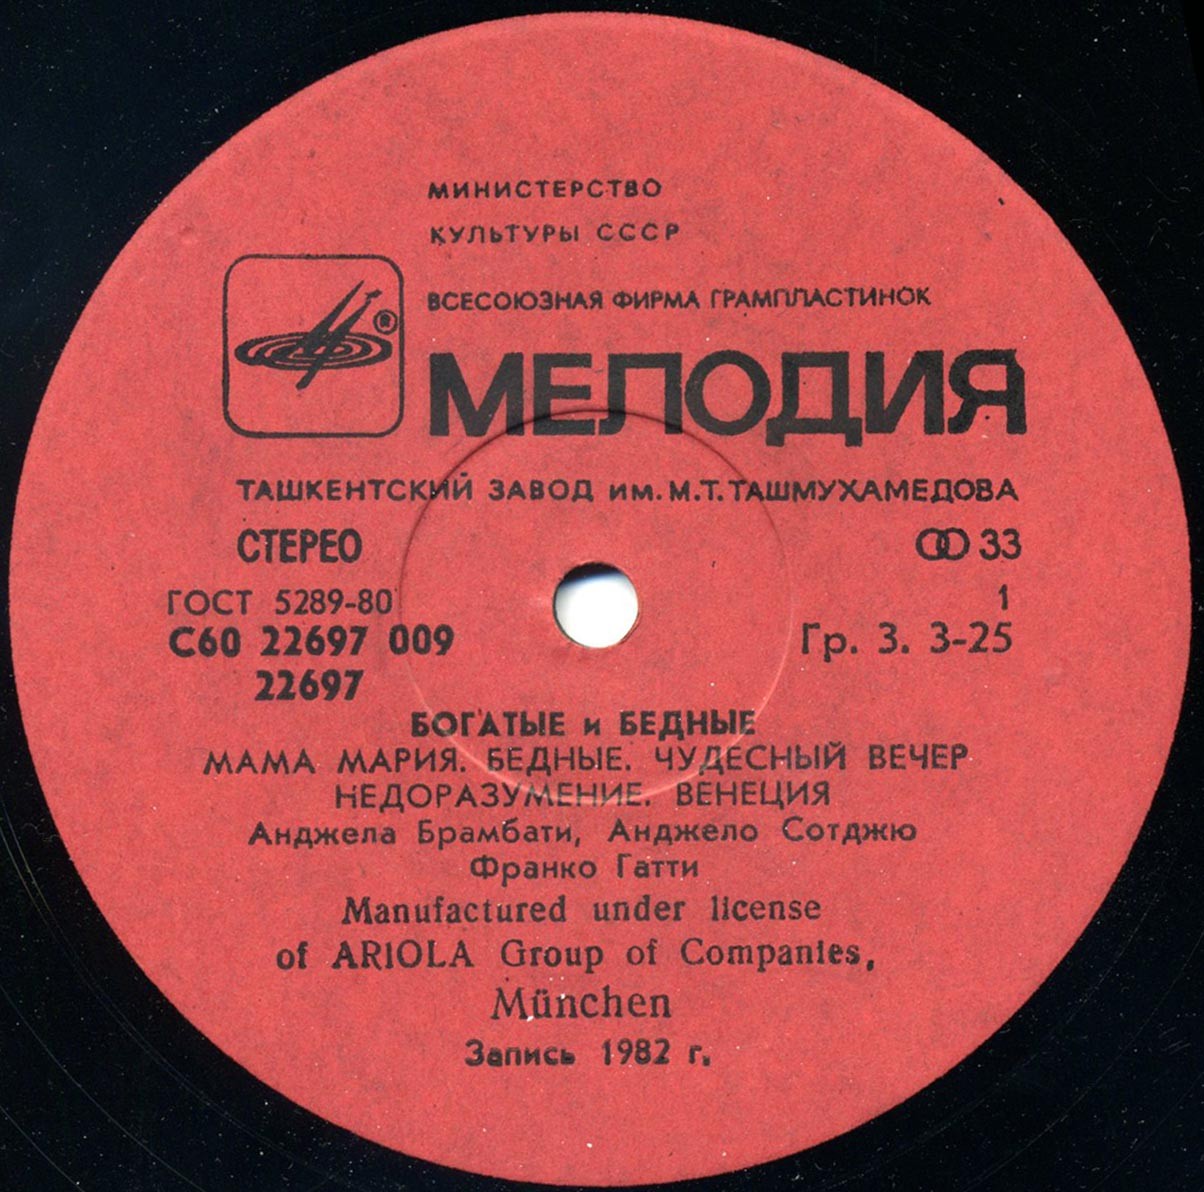 МИНИСТЕРСТВО
КУЛЬТУРЫ СССР
ВСЕСОЮЗНАЯ ФИРМА ГРАМПЛАСТИНОК
®
МЕЛОДИЯ
ТАШКЕНТСКИЙ ЗАВОД ИМ. М.Т. ТАШМУХАМЕДОВА
СТЕРЕО 33
ГОСТ 5289-80 1
С60 22697 009 Гр. 3. 3-25
22697
БОГАТЫЕ и БЕДНЫЕ
МАМА МАРИЯ. БЕДНЫЕ. ЧУДЕСНЫЙ ВЕЧЕР
НЕДОРАЗУМЕНИЕ. ВЕНЕЦИЯ
Анджела Брамбати, Анджело Сотджю
Франко Гатти
Manufactured under license
of ARIOLA Group of Companies,
München
Запись 1982 г.